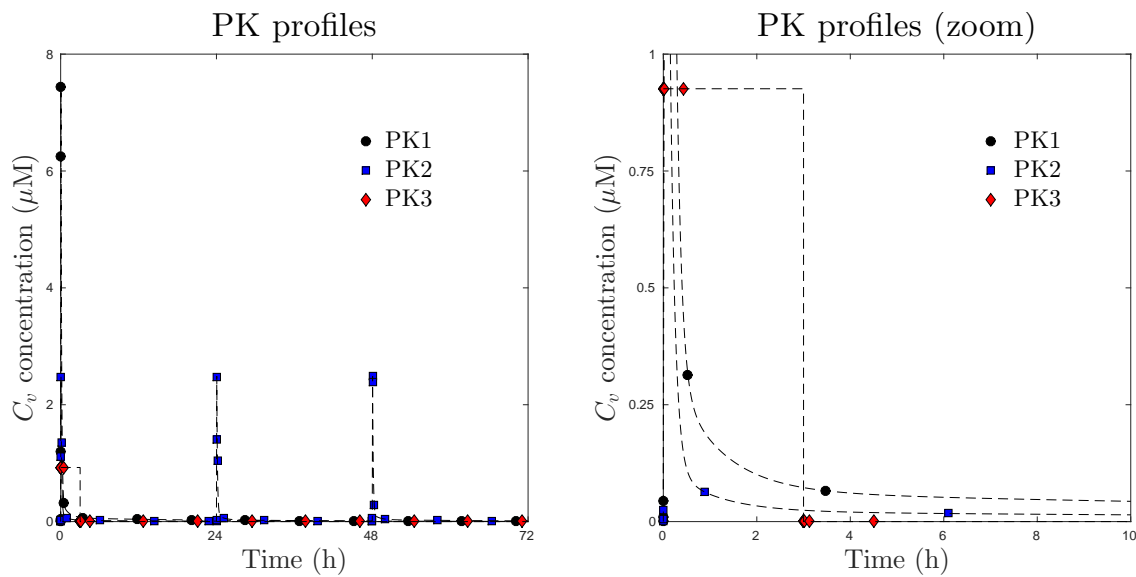 PK profiles
8
6
4
2
0
0
24
48
72
C_v concentration (μM)
Time (h)
PK1
PK2
PK3
PK profiles (zoom)
1
0.75
0.5
0.25
0
0
2
4
6
8
10
C_v concentration (μM)
Time (h)
PK1
PK2
PK3